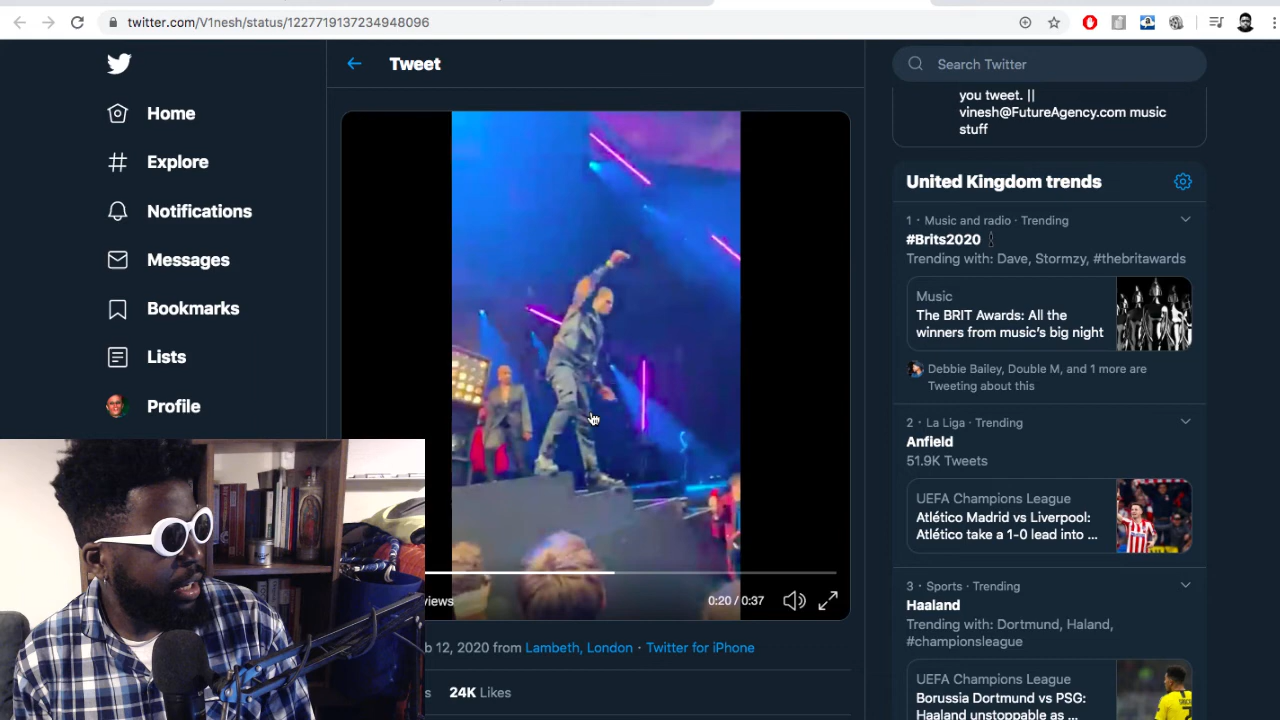 twitter.com/V1nesh/status/1227719137234948096
Tweet
Search Twitter
you tweet. ||
vinesh@FutureAgency.com music
stuff
Home
Explore
Notifications
Messages
Bookmarks
Lists
Profile
United Kingdom trends
1 · Music and radio · Trending
#Brits2020
Trending with: Dave, Stormzy, #thebritawards
Music
The BRIT Awards: All the
winners from music's big night
Debbie Bailey, Double M, and 1 more are
Tweeting about this
2 · La Liga · Trending
Anfield
51.9K Tweets
UEFA Champions League
Atlético Madrid vs Liverpool:
Atlético take a 1-0 lead into ...
3 · Sports · Trending
Haaland
Trending with: Dortmund, Haland,
#championsleague
UEFA Champions League
Borussia Dortmund vs PSG:
Haaland unstoppable as ...
views
0:20 / 0:37
b 12, 2020 from Lambeth, London · Twitter for iPhone
s 24K Likes